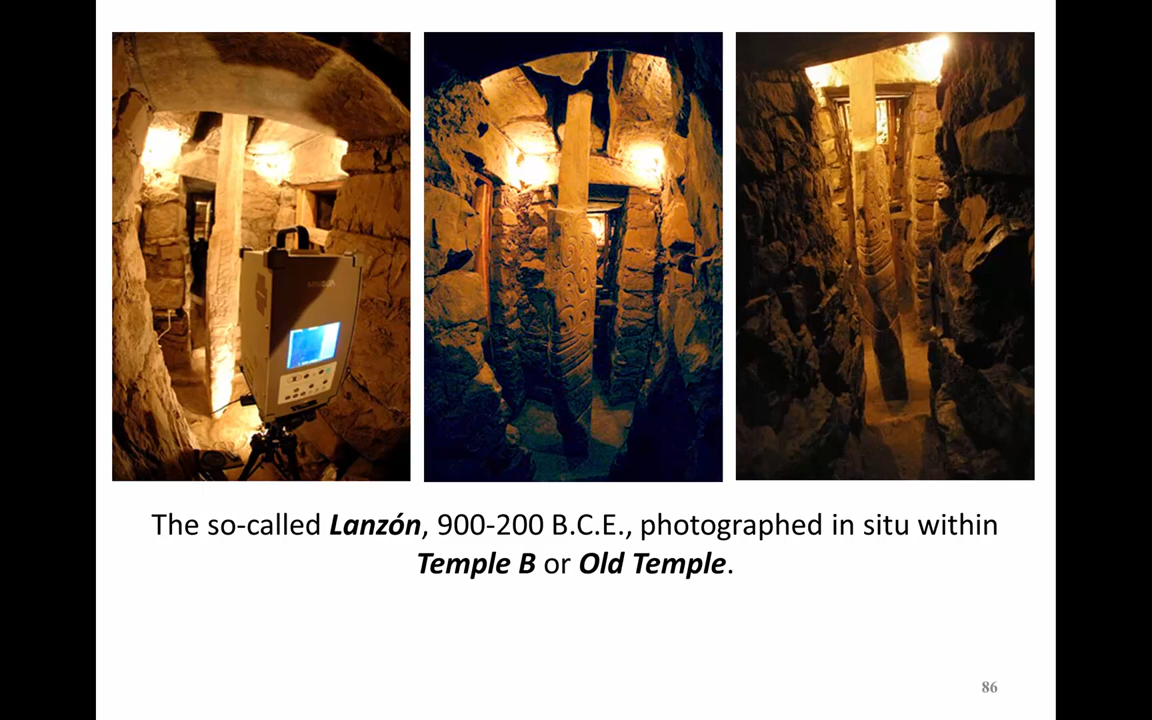 The so-called Lanzón, 900-200 B.C.E., photographed in situ within
Temple B or Old Temple.
86